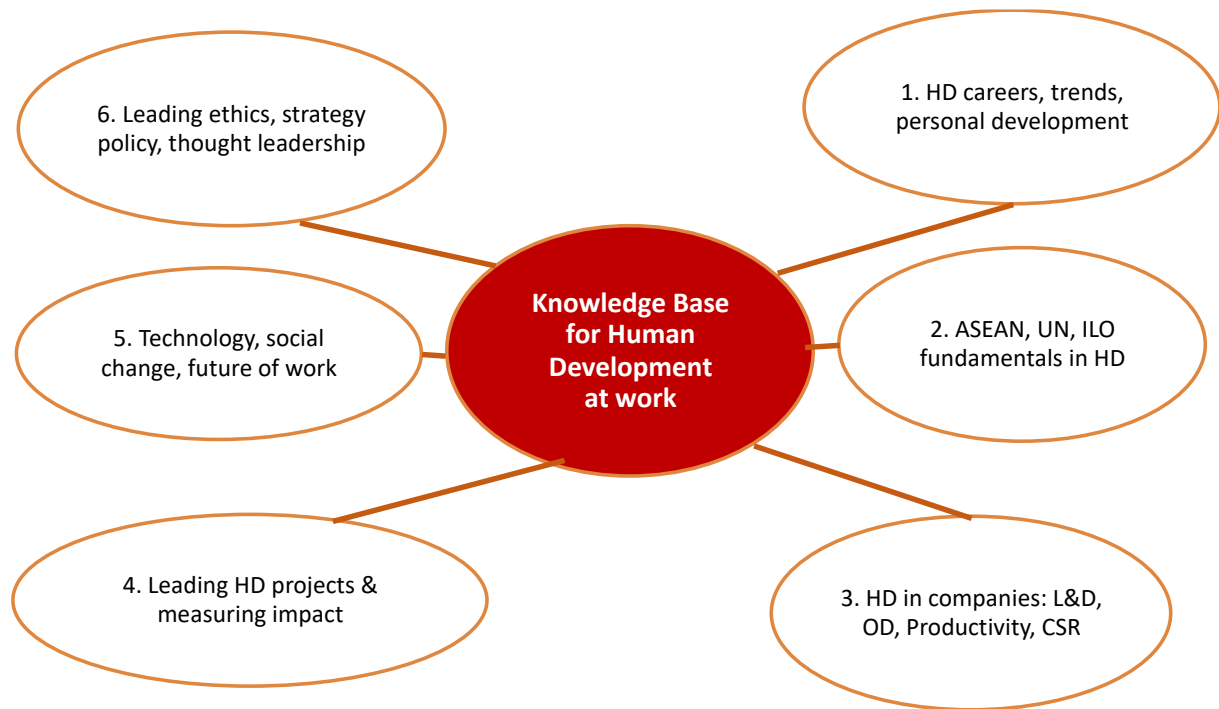 6. Leading ethics, strategy
policy, thought leadership
1. HD careers, trends,
personal development
Knowledge Base
for Human
Development
at work
5. Technology, social
change, future of work
2. ASEAN, UN, ILO
fundamentals in HD
4. Leading HD projects &
measuring impact
3. HD in companies: L&D,
OD, Productivity, CSR